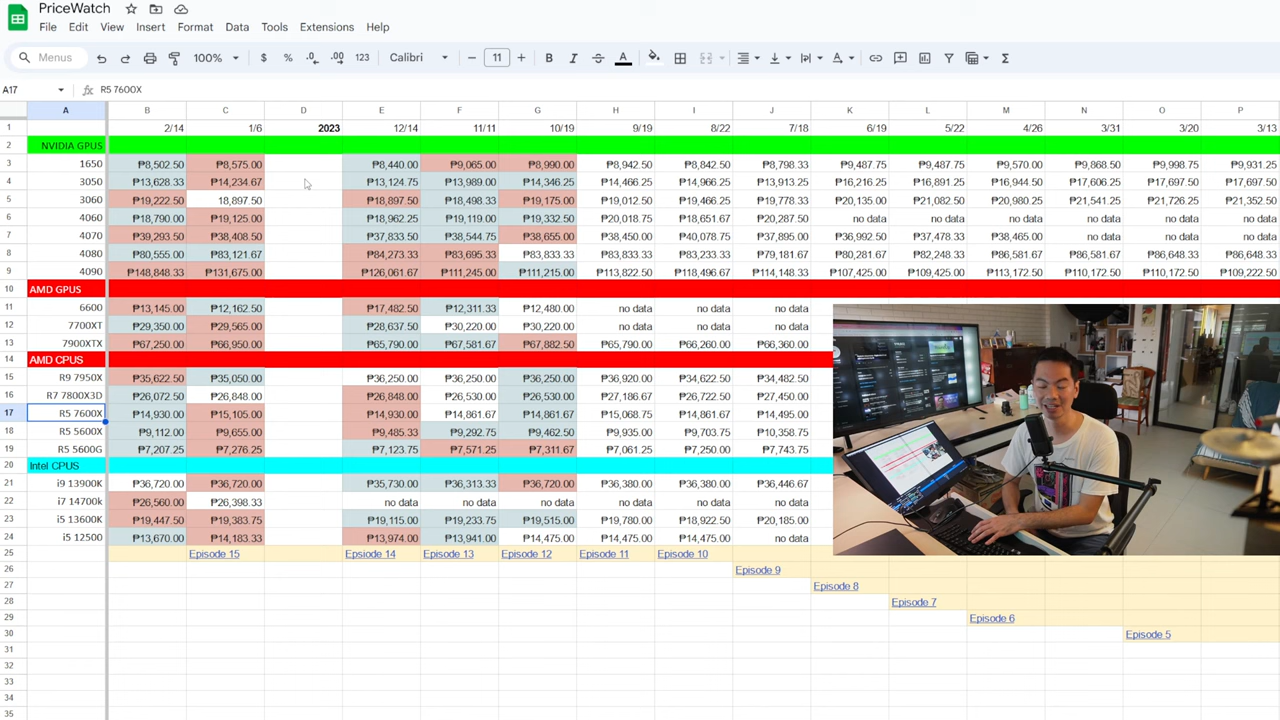 PriceWatch
File Edit View Insert Format Data Tools Extensions Help
Menus 100% $ % .0 .00 123 Calibri 11 B I S A Σ
A17 fx R5 7600X
A B C D E F G H I J K L M N O P
1 2/14 1/6 2023 12/14 11/11 10/19 9/19 8/22 7/18 6/19 5/22 4/26 3/31 3/20 3/13
2 NVIDIA GPUS
3 1650 ₱8,502.50 ₱8,575.00 ₱8,440.00 ₱9,065.00 ₱8,990.00 ₱8,942.50 ₱8,842.50 ₱8,798.33 ₱9,487.75 ₱9,487.75 ₱9,570.00 ₱9,868.50 ₱9,998.75 ₱9,931.25
4 3050 ₱13,628.33 ₱14,234.67 ₱13,124.75 ₱13,989.00 ₱14,346.25 ₱14,466.25 ₱14,966.25 ₱13,913.25 ₱16,216.25 ₱16,891.25 ₱16,944.50 ₱17,606.25 ₱17,697.50 ₱17,697.50
5 3060 ₱19,222.50 18,897.50 ₱18,897.50 ₱18,498.33 ₱19,175.00 ₱19,012.50 ₱19,466.25 ₱19,778.33 ₱20,135.00 ₱21,082.50 ₱20,980.25 ₱21,541.25 ₱21,726.25 ₱21,352.50
6 4060 ₱18,790.00 ₱19,125.00 ₱18,962.25 ₱19,119.00 ₱19,332.50 ₱20,018.75 ₱18,651.67 ₱20,287.50 no data no data no data no data no data no data
7 4070 ₱39,293.50 ₱38,408.50 ₱37,833.50 ₱38,544.75 ₱38,655.00 ₱38,450.00 ₱40,078.75 ₱37,895.00 ₱36,992.50 ₱37,478.33 ₱38,465.00 no data no data no data
8 4080 ₱80,555.00 ₱83,121.67 ₱84,273.33 ₱83,695.33 ₱83,833.33 ₱83,833.33 ₱83,233.33 ₱79,181.67 ₱80,281.67 ₱82,248.33 ₱86,581.67 ₱86,581.67 ₱86,648.33 ₱86,648.33
9 4090 ₱148,848.33 ₱131,675.00 ₱126,061.67 ₱111,245.00 ₱111,215.00 ₱113,822.50 ₱118,496.67 ₱114,148.33 ₱107,425.00 ₱109,425.00 ₱113,172.50 ₱110,172.50 ₱110,172.50 ₱109,222.50
10 AMD GPUS
11 6600 ₱13,145.00 ₱12,162.50 ₱17,482.50 ₱12,311.33 ₱12,480.00 no data no data no data
12 7700XT ₱29,350.00 ₱29,565.00 ₱28,637.50 ₱30,220.00 ₱30,220.00 no data no data no data
13 7900XTX ₱67,250.00 ₱66,950.00 ₱65,790.00 ₱67,581.67 ₱67,882.50 ₱65,790.00 ₱66,260.00 ₱66,360.00
14 AMD CPUS
15 R9 7950X ₱35,622.50 ₱35,050.00 ₱36,250.00 ₱36,250.00 ₱36,250.00 ₱36,920.00 ₱34,622.50 ₱34,482.50
16 R7 7800X3D ₱26,072.50 ₱26,848.00 ₱26,848.00 ₱26,530.00 ₱26,530.00 ₱27,186.67 ₱26,722.50 ₱27,450.00
17 R5 7600X ₱14,930.00 ₱15,105.00 ₱14,930.00 ₱14,861.67 ₱14,861.67 ₱15,068.75 ₱14,861.67 ₱14,495.00
18 R5 5600X ₱9,112.00 ₱9,655.00 ₱9,485.33 ₱9,292.75 ₱9,462.50 ₱9,935.00 ₱9,703.75 ₱10,358.75
19 R5 5600G ₱7,207.25 ₱7,276.25 ₱7,123.75 ₱7,571.25 ₱7,311.67 ₱7,061.25 ₱7,250.00 ₱7,743.75
20 Intel CPUS
21 i9 13900K ₱36,720.00 ₱36,720.00 ₱35,730.00 ₱36,313.33 ₱36,720.00 ₱36,380.00 ₱36,380.00 ₱36,446.67
22 i7 14700k ₱26,560.00 ₱26,398.33 no data no data no data no data no data no data
23 i5 13600K ₱19,447.50 ₱19,383.75 ₱19,115.00 ₱19,233.75 ₱19,515.00 ₱19,780.00 ₱18,922.50 ₱20,185.00
24 i5 12500 ₱13,670.00 ₱14,183.33 ₱13,974.00 ₱13,941.00 ₱14,475.00 ₱14,475.00 ₱14,475.00 no data
25 Episode 15 Episode 14 Episode 13 Episode 12 Episode 11 Episode 10
26 Episode 9
27 Episode 8
28 Episode 7
29 Episode 6
30 Episode 5
31
32
33
34
35